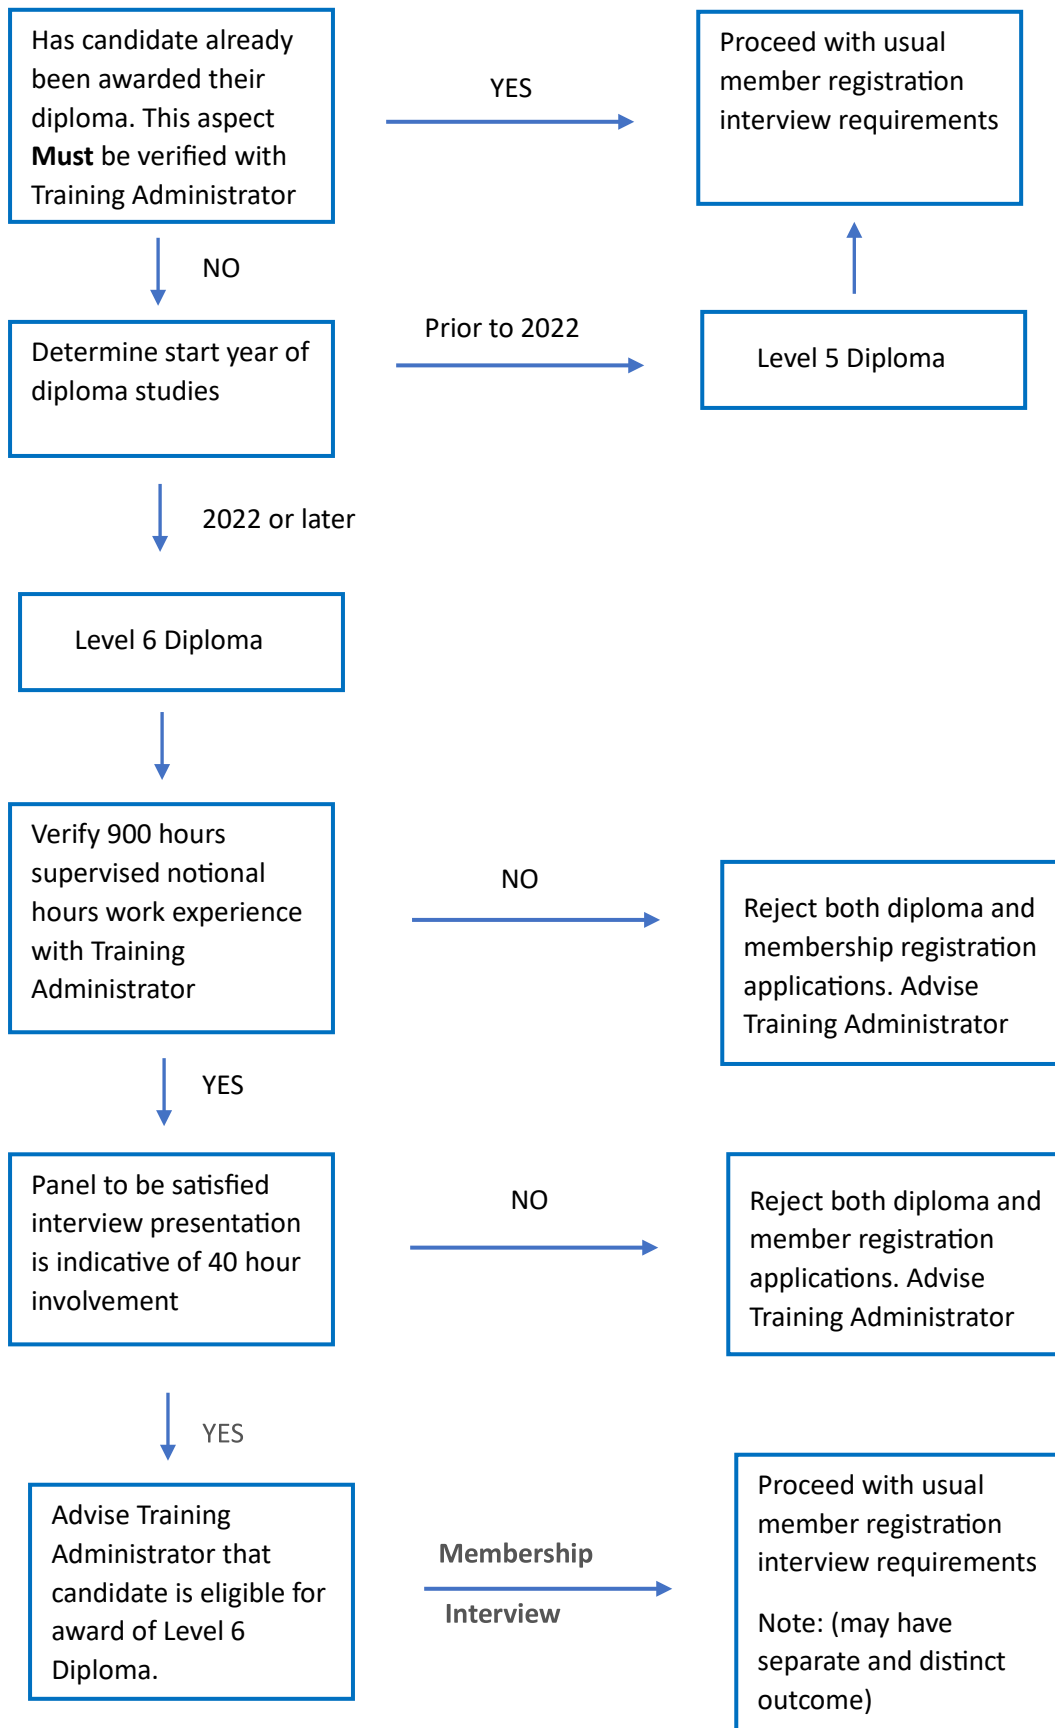 Has candidate already
been awarded their
diploma. This aspect
Must be verified with
Training Administrator
YES
Proceed with usual
member registration
interview requirements
NO
Determine start year of
diploma studies
Prior to 2022
Level 5 Diploma
2022 or later
Level 6 Diploma
Verify 900 hours
supervised notional
hours work experience
with Training
Administrator
NO
Reject both diploma and
membership registration
applications. Advise
Training Administrator
YES
Panel to be satisfied
interview presentation
is indicative of 40 hour
involvement
NO
Reject both diploma and
member registration
applications. Advise
Training Administrator
YES
Advise Training
Administrator that
candidate is eligible for
award of Level 6
Diploma.
Membership
Interview
Proceed with usual
member registration
interview requirements
Note: (may have
separate and distinct
outcome)